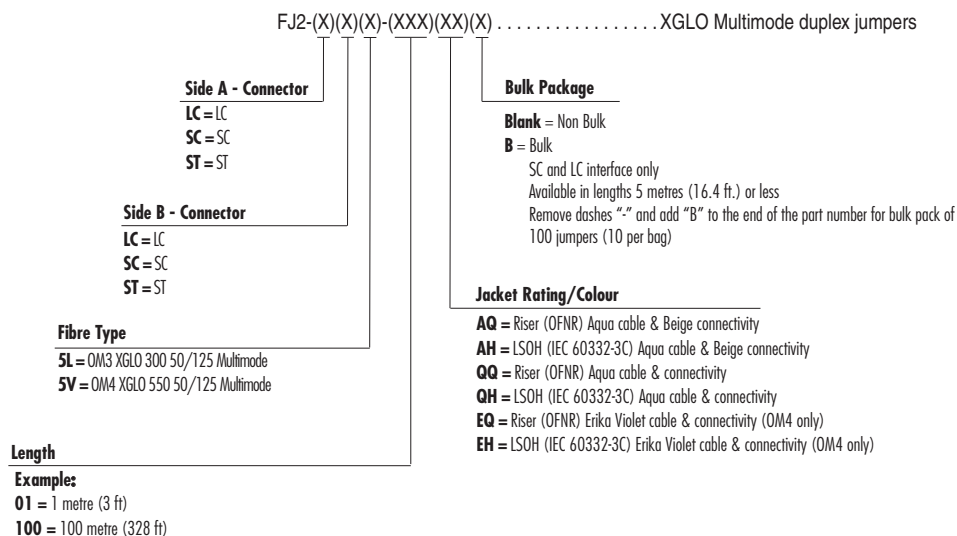 FJ2-(X)(X)(X)-(XXX)(XX)(X) . . . . . . . . . . . . . . . . . XGLO Multimode duplex jumpers
Side A - Connector
LC = LC
SC = SC
ST = ST
Side B - Connector
LC = LC
SC = SC
ST = ST
Fibre Type
5L = OM3 XGLO 300 50/125 Multimode
5V = OM4 XGLO 550 50/125 Multimode
Length
Example:
01 = 1 metre (3 ft)
100 = 100 metre (328 ft)
Bulk Package
Blank = Non Bulk
B = Bulk
SC and LC interface only
Available in lengths 5 metres (16.4 ft.) or less
Remove dashes “-” and add “B” to the end of the part number for bulk pack of
100 jumpers (10 per bag)
Jacket Rating/Colour
AQ = Riser (OFNR) Aqua cable & Beige connectivity
AH = LSOH (IEC 60332-3C) Aqua cable & Beige connectivity
QQ = Riser (OFNR) Aqua cable & connectivity
QH = LSOH (IEC 60332-3C) Aqua cable & connectivity
EQ = Riser (OFNR) Erika Violet cable & connectivity (OM4 only)
EH = LSOH (IEC 60332-3C) Erika Violet cable & connectivity (OM4 only)